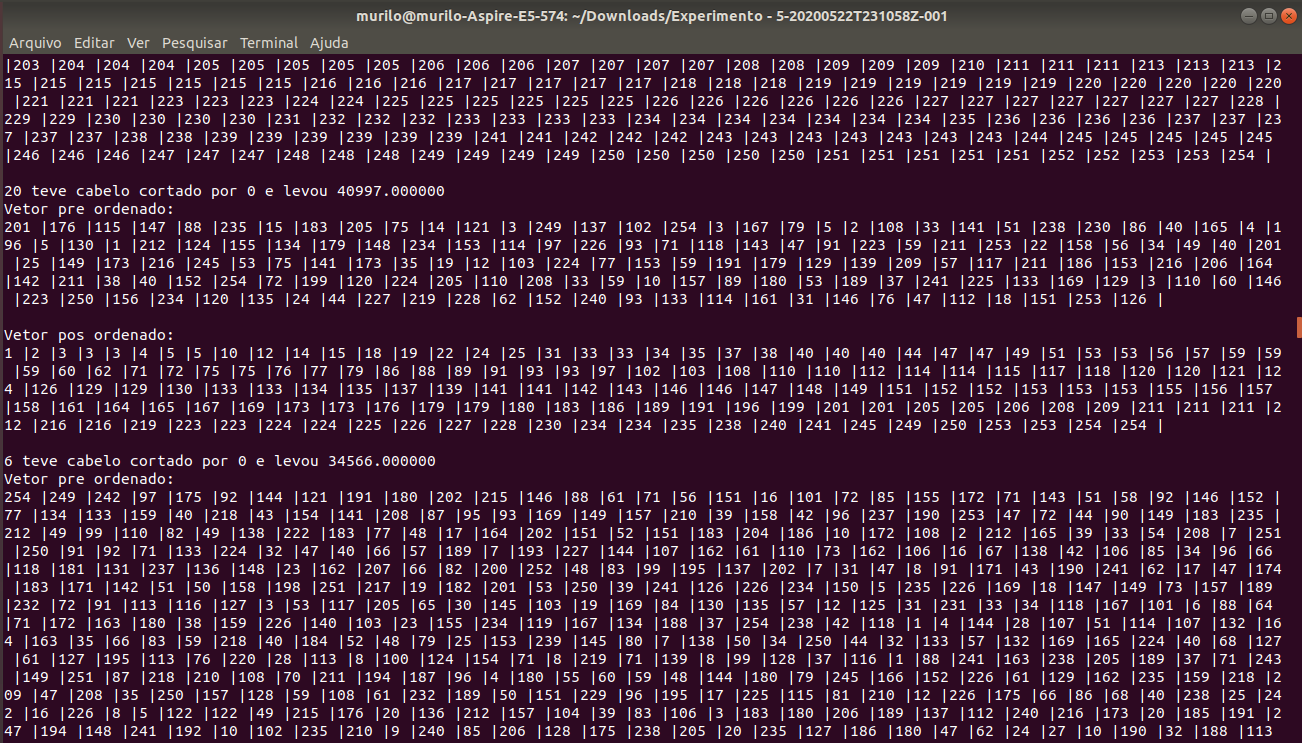 murilo@murilo-Aspire-E5-574: ~/Downloads/Experimento - 5-20200522T231058Z-001
Arquivo Editar Ver Pesquisar Terminal Ajuda
|203 |204 |204 |204 |205 |205 |205 |205 |205 |206 |206 |206 |207 |207 |207 |207 |208 |208 |209 |209 |209 |210 |211 |211 |211 |213 |213 |213 |2
15 |215 |215 |215 |215 |215 |215 |216 |216 |216 |217 |217 |217 |217 |217 |218 |218 |218 |219 |219 |219 |219 |219 |219 |220 |220 |220 |220 |220
|221 |221 |221 |223 |223 |223 |224 |224 |225 |225 |225 |225 |225 |225 |226 |226 |226 |226 |226 |226 |227 |227 |227 |227 |227 |227 |227 |228 |
229 |229 |230 |230 |230 |230 |231 |232 |232 |232 |233 |233 |233 |233 |234 |234 |234 |234 |234 |234 |234 |235 |236 |236 |236 |236 |237 |237 |23
7 |237 |237 |238 |238 |239 |239 |239 |239 |239 |239 |241 |241 |242 |242 |242 |243 |243 |243 |243 |243 |243 |243 |244 |245 |245 |245 |245 |245
|246 |246 |246 |247 |247 |247 |248 |248 |248 |249 |249 |249 |249 |250 |250 |250 |250 |250 |251 |251 |251 |251 |251 |252 |252 |253 |253 |254 |
20 teve cabelo cortado por 0 e levou 40997.000000
Vetor pre ordenado:
201 |176 |115 |147 |88 |235 |15 |183 |205 |75 |14 |121 |3 |249 |137 |102 |254 |3 |167 |79 |5 |2 |108 |33 |141 |51 |238 |230 |86 |40 |165 |4 |1
96 |5 |130 |1 |212 |124 |155 |134 |179 |148 |234 |153 |114 |97 |226 |93 |71 |118 |143 |47 |91 |223 |59 |211 |253 |22 |158 |56 |34 |49 |40 |201
|25 |149 |173 |216 |245 |53 |75 |141 |173 |35 |19 |12 |103 |224 |77 |153 |59 |191 |179 |129 |139 |209 |57 |117 |211 |186 |153 |216 |206 |164
|142 |211 |38 |40 |152 |254 |72 |199 |120 |224 |205 |110 |208 |33 |59 |10 |157 |89 |180 |53 |189 |37 |241 |225 |133 |169 |129 |3 |110 |60 |146
|223 |250 |156 |234 |120 |135 |24 |44 |227 |219 |228 |62 |152 |240 |93 |133 |114 |161 |31 |146 |76 |47 |112 |18 |151 |253 |126 |
Vetor pos ordenado:
1 |2 |3 |3 |3 |4 |5 |5 |10 |12 |14 |15 |18 |19 |22 |24 |25 |31 |33 |33 |34 |35 |37 |38 |40 |40 |40 |44 |47 |47 |49 |51 |53 |53 |56 |57 |59 |59
|59 |60 |62 |71 |72 |75 |75 |76 |77 |79 |86 |88 |89 |91 |93 |93 |97 |102 |103 |108 |110 |110 |112 |114 |114 |115 |117 |118 |120 |120 |121 |12
4 |126 |129 |129 |130 |133 |133 |134 |135 |137 |139 |141 |141 |142 |143 |146 |146 |147 |148 |149 |151 |152 |152 |153 |153 |153 |155 |156 |157
|158 |161 |164 |165 |167 |169 |173 |173 |176 |179 |179 |180 |183 |186 |189 |191 |196 |199 |201 |201 |205 |205 |206 |208 |209 |211 |211 |211 |2
12 |216 |216 |219 |223 |223 |224 |224 |225 |226 |227 |228 |230 |234 |234 |235 |238 |240 |241 |245 |249 |250 |253 |253 |254 |254 |
6 teve cabelo cortado por 0 e levou 34566.000000
Vetor pre ordenado:
254 |249 |242 |97 |175 |92 |144 |121 |191 |180 |202 |215 |146 |88 |61 |71 |56 |151 |16 |101 |72 |85 |155 |172 |71 |143 |51 |58 |92 |146 |152 |
77 |134 |133 |159 |40 |218 |43 |154 |141 |208 |87 |95 |93 |169 |149 |157 |210 |39 |158 |42 |96 |237 |190 |253 |47 |72 |44 |90 |149 |183 |235 |
212 |49 |99 |110 |82 |49 |138 |222 |183 |77 |48 |17 |164 |202 |151 |52 |151 |183 |204 |186 |10 |172 |108 |2 |212 |165 |39 |33 |54 |208 |7 |251
|250 |91 |92 |71 |133 |224 |32 |47 |40 |66 |57 |189 |7 |193 |227 |144 |107 |162 |61 |110 |73 |162 |106 |16 |67 |138 |42 |106 |85 |34 |96 |66
|118 |181 |131 |237 |136 |148 |23 |162 |207 |66 |82 |200 |252 |48 |83 |99 |195 |137 |202 |7 |31 |47 |8 |91 |171 |43 |190 |241 |62 |17 |47 |174
|183 |171 |142 |51 |50 |158 |198 |251 |217 |19 |182 |201 |53 |250 |39 |241 |126 |226 |234 |150 |5 |235 |226 |169 |18 |147 |149 |73 |157 |189
|232 |72 |91 |113 |116 |127 |3 |53 |117 |205 |65 |30 |145 |103 |19 |169 |84 |130 |135 |57 |12 |125 |31 |231 |33 |34 |118 |167 |101 |6 |88 |64
|71 |172 |163 |180 |38 |159 |226 |140 |103 |23 |155 |234 |119 |167 |134 |188 |37 |254 |238 |42 |118 |1 |4 |144 |28 |107 |51 |114 |107 |132 |16
4 |163 |35 |66 |83 |59 |218 |40 |184 |52 |48 |79 |25 |153 |239 |145 |80 |7 |138 |50 |34 |250 |44 |32 |133 |57 |132 |169 |165 |224 |40 |68 |127
|61 |127 |195 |113 |76 |220 |28 |113 |8 |100 |124 |154 |71 |8 |219 |71 |139 |8 |99 |128 |37 |116 |1 |88 |241 |163 |238 |205 |189 |37 |71 |243
|149 |251 |87 |218 |210 |108 |70 |211 |194 |187 |96 |4 |180 |55 |60 |59 |48 |144 |180 |79 |245 |166 |152 |226 |61 |129 |162 |235 |159 |218 |2
09 |47 |208 |35 |250 |157 |128 |59 |108 |61 |232 |189 |50 |151 |229 |96 |195 |17 |225 |115 |81 |210 |12 |226 |175 |66 |86 |68 |40 |238 |25 |24
2 |16 |226 |8 |5 |122 |122 |49 |215 |176 |20 |136 |212 |157 |104 |39 |83 |106 |3 |183 |180 |206 |189 |137 |112 |240 |216 |173 |20 |185 |191 |2
47 |194 |148 |241 |192 |10 |102 |235 |210 |9 |240 |85 |206 |128 |175 |238 |205 |20 |235 |127 |186 |180 |47 |62 |24 |27 |10 |190 |32 |188 |113